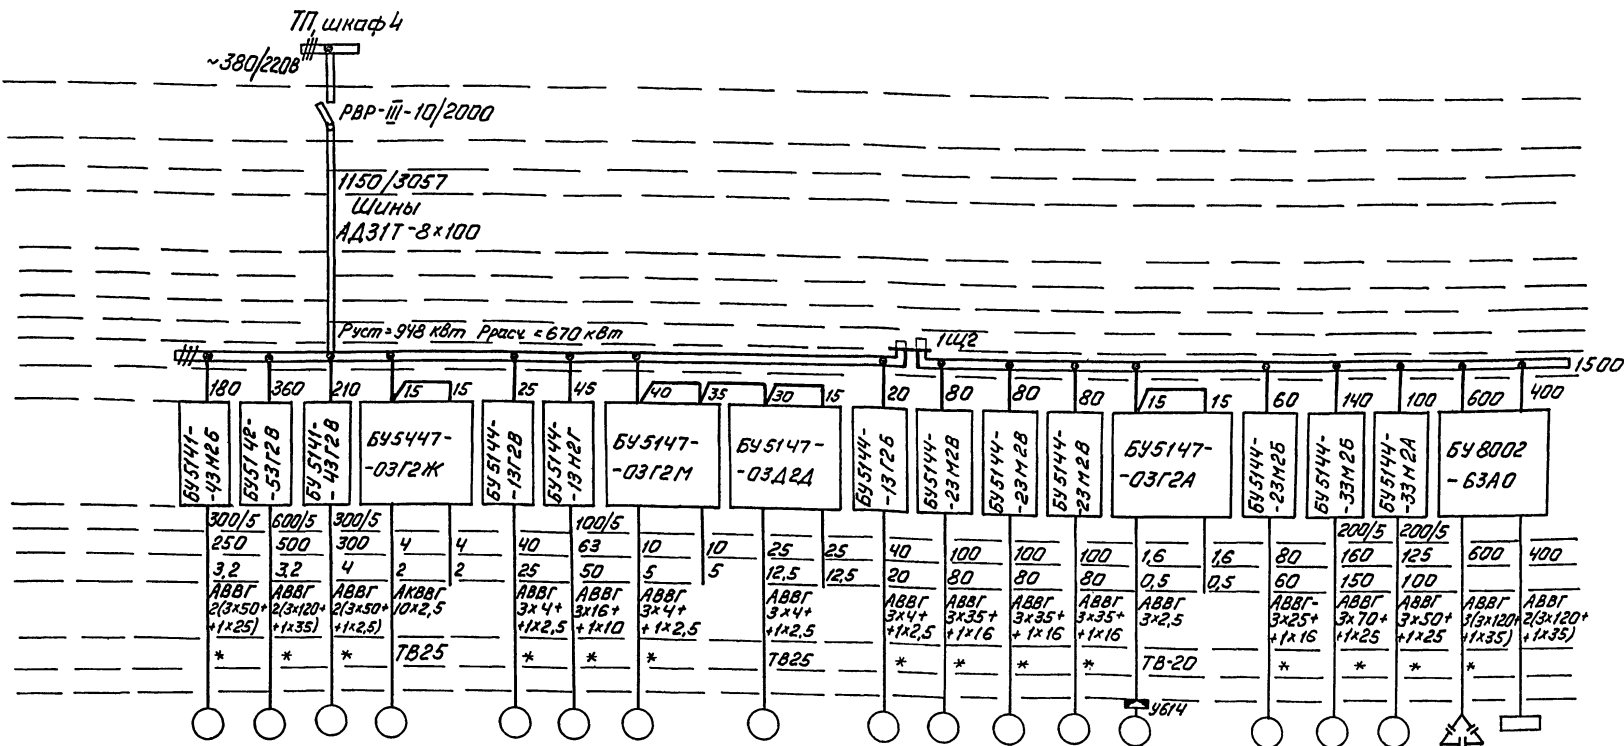 ТП, шкаф 4
~380/220В
РВР-III-10/2000
1150/3057
Шины
АД31Т-8×100
Руст=948 кВт Ррасч.=670 кВт
1Щ2
1500
180
360
210
15
15
25
45
40
35
30
15
20
80
80
80
15
15
60
140
100
600
400
БУ5141-
-43М2Б
БУ5142-
-53Г2В
БУ5141-
-43Г2В
БУ5447-
-03Г2Ж
БУ5144-
-13Г2В
БУ5144-
-13М2Г
БУ5147-
-03Г2М
БУ5147-
-03Д2Д
БУ5144-
-13Г2Б
БУ5144-
-23М2В
БУ5144-
-23М2В
БУ5144-
-23М2В
БУ5147-
-03Г2А
БУ5144-
-23М2Б
БУ5144-
-33М2Б
БУ5144-
-33М2А
БУ8002
-63А0
300/5
600/5
300/5
100/5
200/5
200/5
250
500
300
4
4
40
63
10
10
25
25
40
100
100
100
1,6
1,6
80
160
125
600
400
3,2
3,2
4
2
2
25
50
5
5
12,5
12,5
20
80
80
80
0,5
0,5
60
150
100
АВВГ
2(3×50+
+1×25)
АВВГ
2(3×120+
+1×35)
АВВГ
2(3×50+
+1×2,5)
АКВВГ
10×2,5
АВВГ
3×4+
+1×2,5
АВВГ
3×16+
+1×10
АВВГ
3×4+
+1×2,5
АВВГ
3×4+
+1×2,5
АВВГ
3×4+
+1×2,5
АВВГ
3×35+
+1×16
АВВГ
3×35+
+1×16
АВВГ
3×35+
+1×16
АВВГ
3×2,5
АВВГ-
3×25+
+1×16
АВВГ
3×70+
+1×25
АВВГ
3×50+
+1×25
АВВГ
3(3×120+
+1×35)
АВВГ
2(3×120+
+1×35)
*
*
*
ТВ25
*
*
*
ТВ25
*
*
*
*
ТВ-20
*
*
*
*
У614